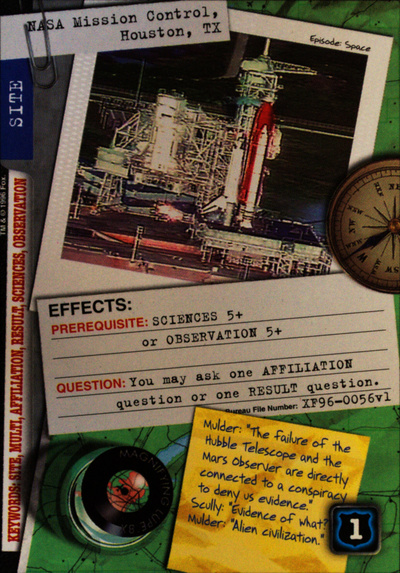 NASA Mission Control,
Houston, TX
Episode: Space
SITE
TM & © 1996 Fox.
KEYWORDS: SITE, MULTI, AFFILIATION, RESULT, SCIENCES, OBSERVATION
EFFECTS:
PREREQUISITE: SCIENCES 5+
or OBSERVATION 5+
QUESTION: You may ask one AFFILIATION
question or one RESULT question.
Bureau File Number: XF96-0056v1
Mulder: "The failure of the
Hubble Telescope and the
Mars Observer are directly
connected to a conspiracy
to deny us evidence."
Scully: "Evidence of what?"
Mulder: "Alien civilization."
1